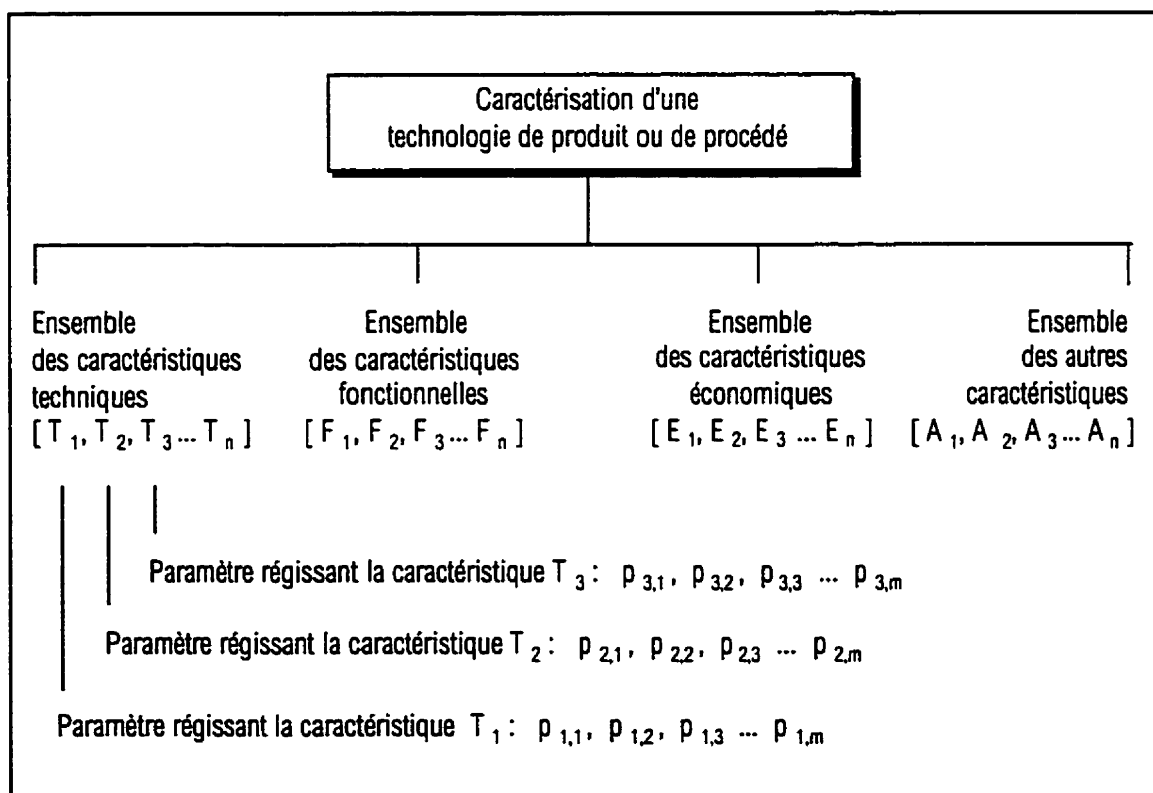 Caractérisation d'une
technologie de produit ou de procédé
Ensemble
des caractéristiques
techniques
[ T 1, T 2, T 3 ... T n ]
Ensemble
des caractéristiques
fonctionnelles
[ F 1, F 2, F 3 ... F n ]
Ensemble
des caractéristiques
économiques
[ E 1, E 2, E 3 ... E n ]
Ensemble
des autres
caractéristiques
[ A 1, A 2, A 3 ... A n ]
Paramètre régissant la caractéristique T 3 : p 3,1, p 3,2, p 3,3 ... p 3,m
Paramètre régissant la caractéristique T 2 : p 2,1, p 2,2, p 2,3 ... p 2,m
Paramètre régissant la caractéristique T 1 : p 1,1, p 1,2, p 1,3 ... p 1,m